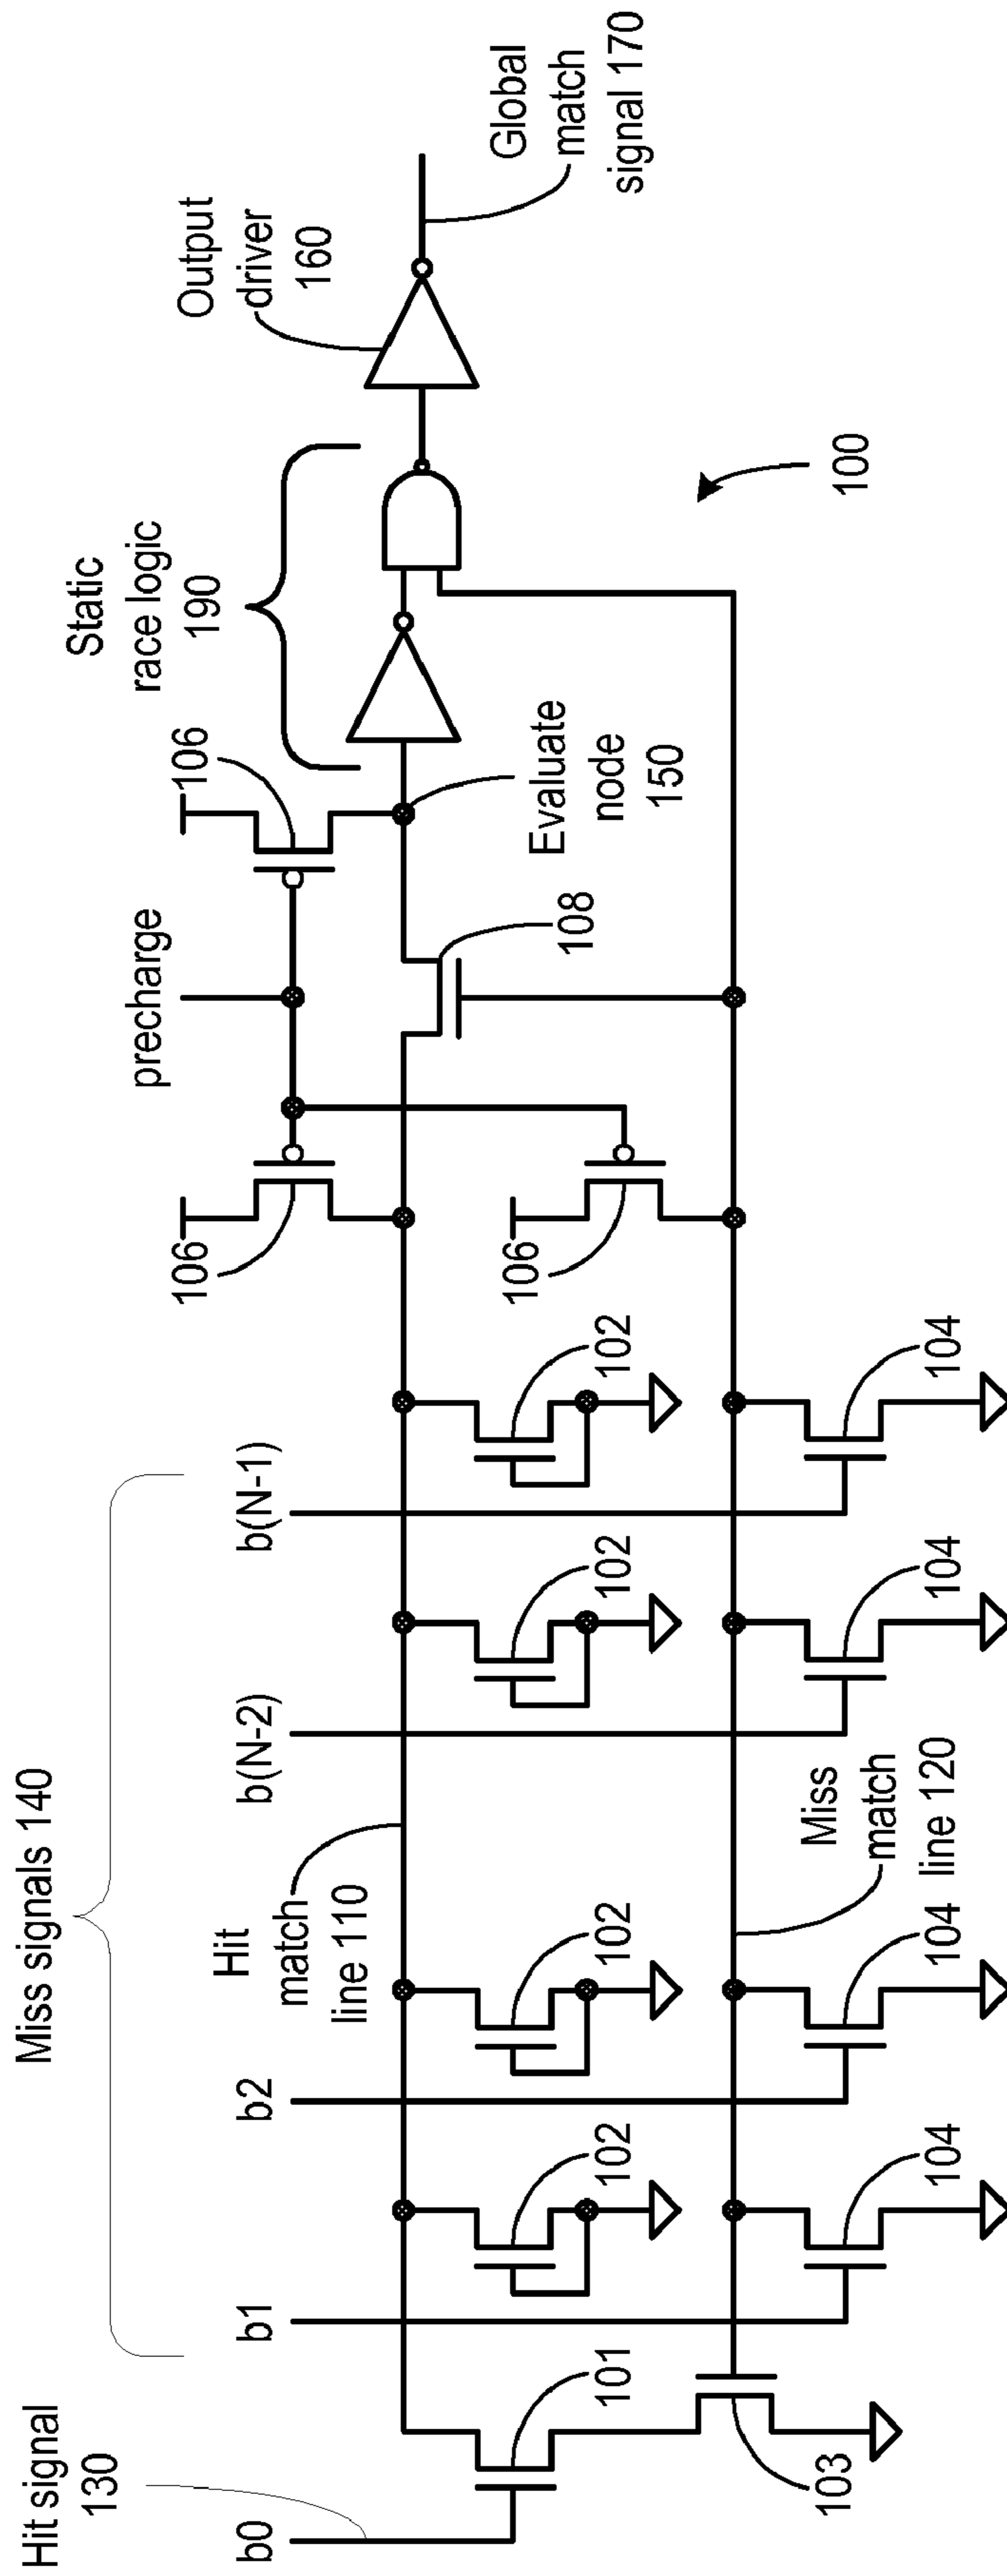 Hit signal
130
b0
Miss signals 140
b1
b2
b(N-2)
b(N-1)
precharge
Static
race logic
190
Output
driver
160
Global
match
signal 170
106
106
106
108
Evaluate
node
150
100
Hit
match
line 110
Miss
match
line 120
101
102
102
102
102
103
104
104
104
104